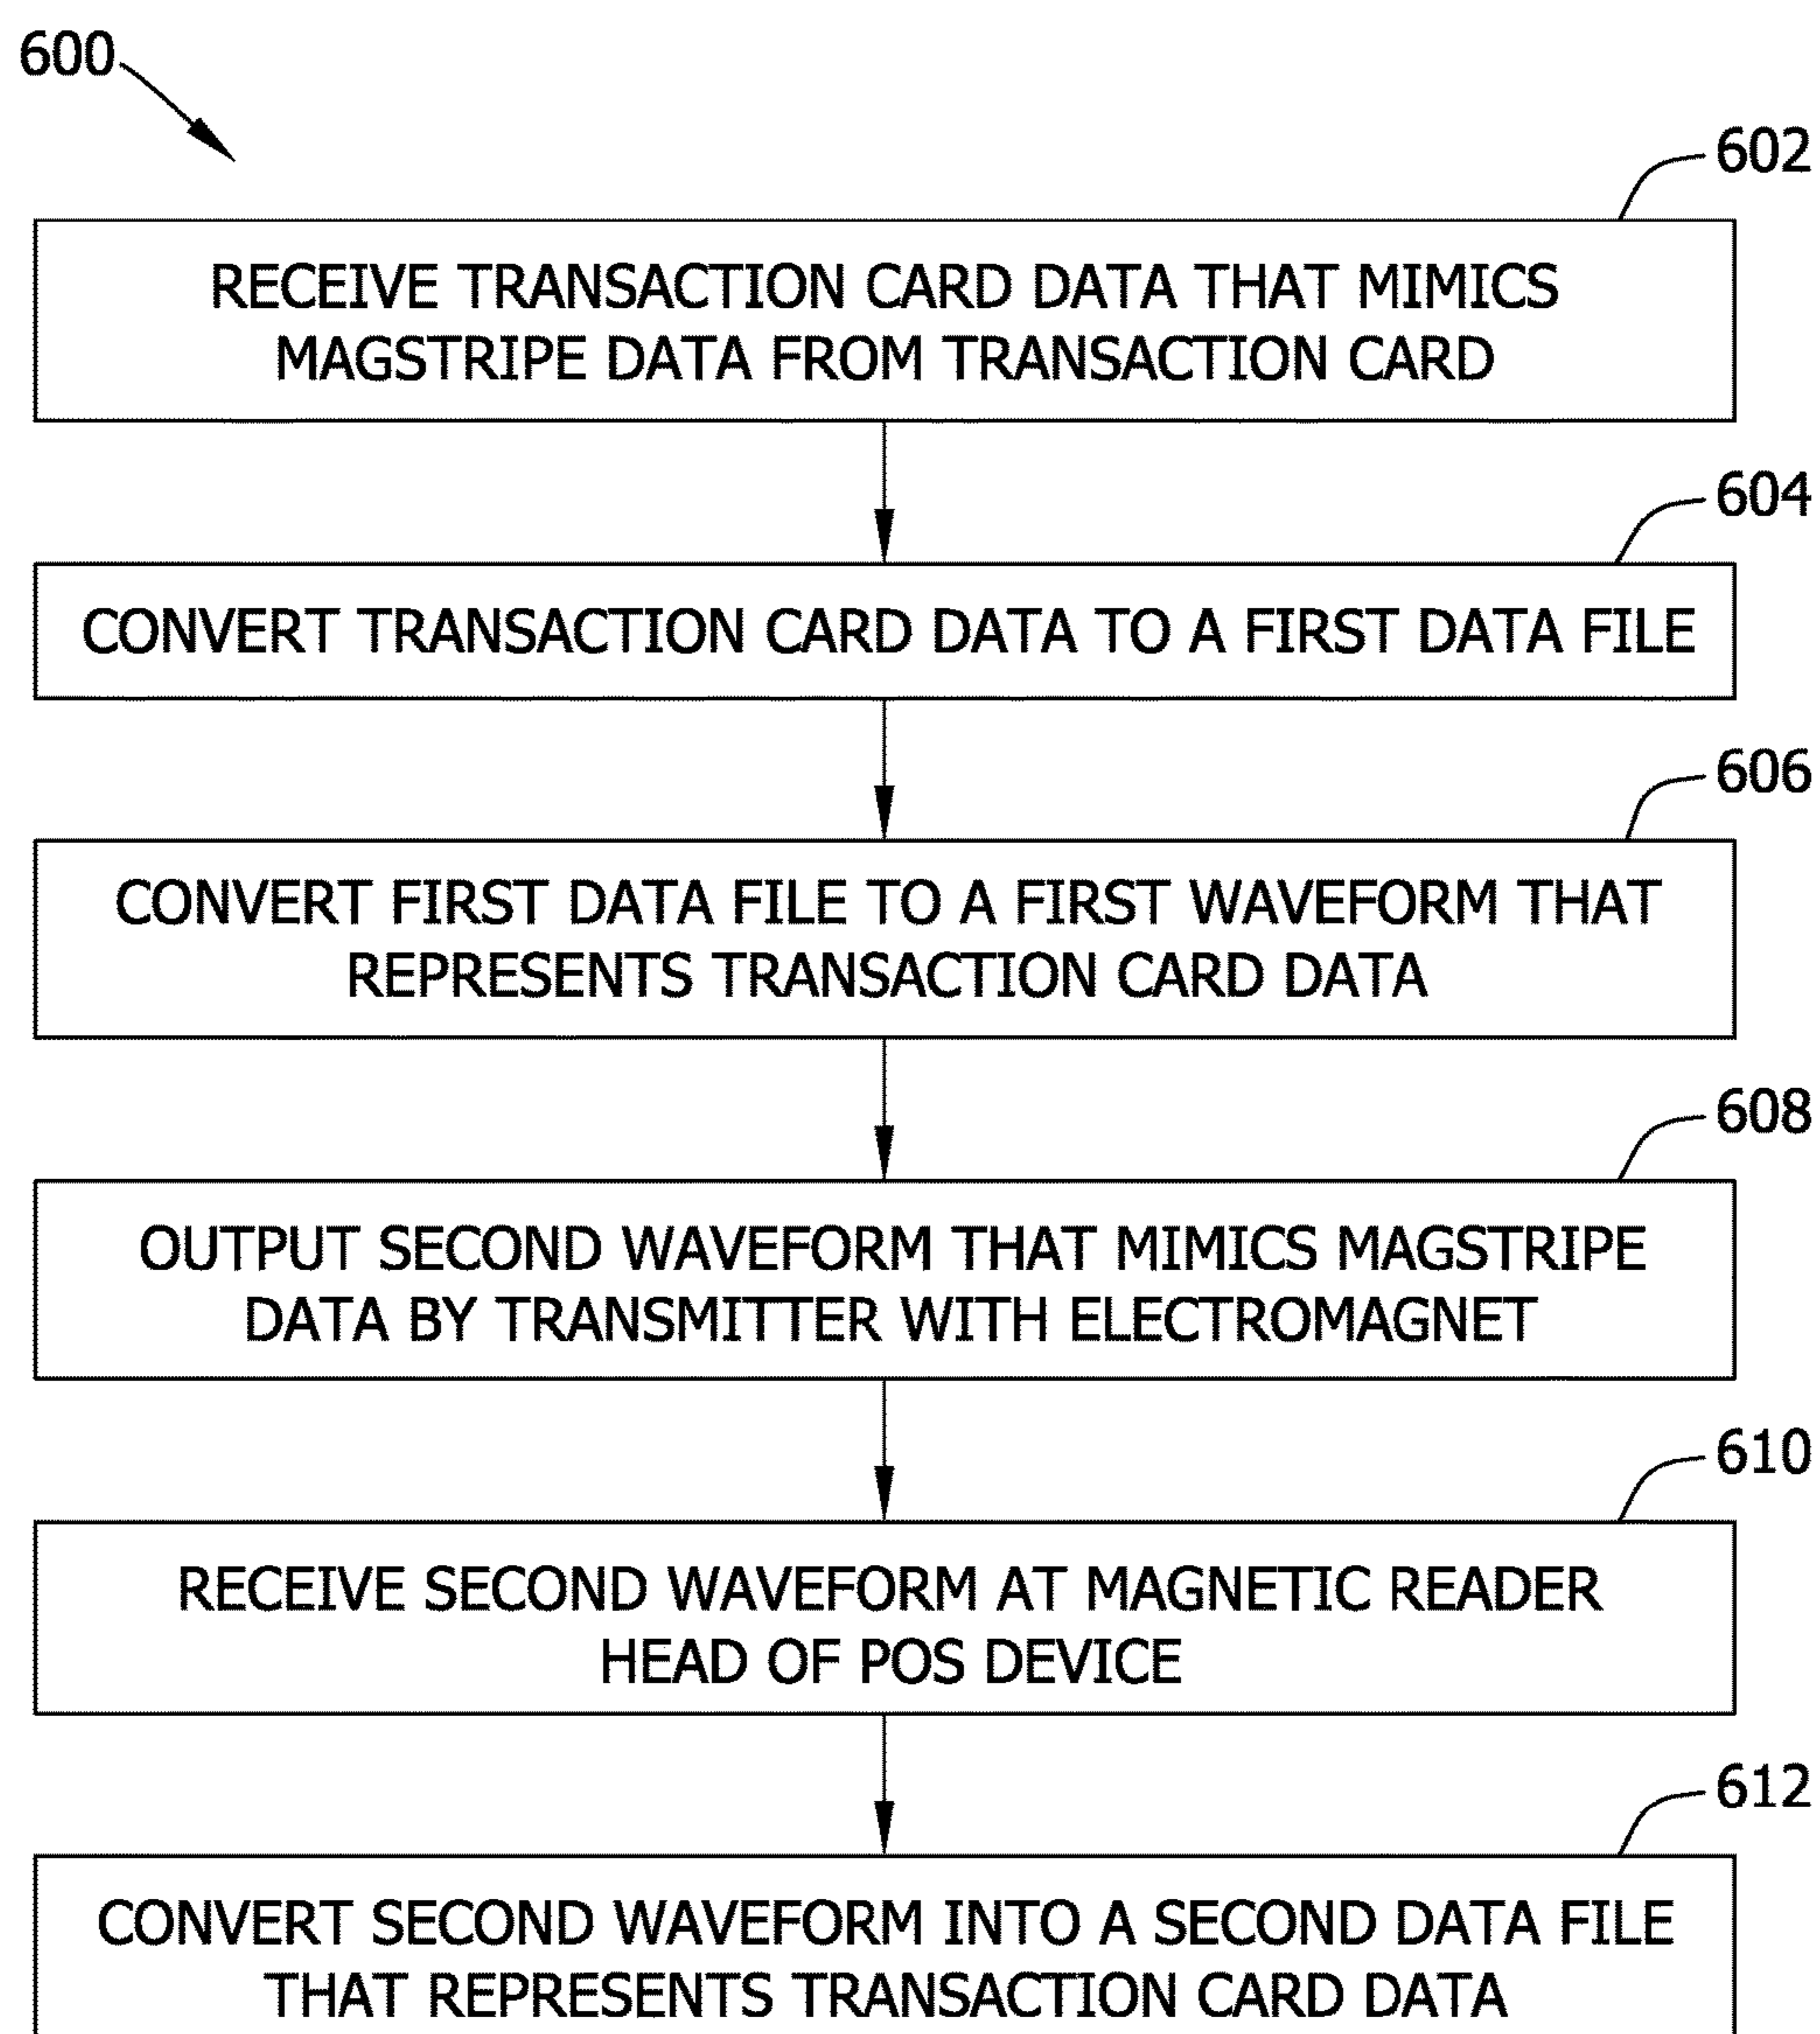 600
602
RECEIVE TRANSACTION CARD DATA THAT MIMICS
MAGSTRIPE DATA FROM TRANSACTION CARD
604
CONVERT TRANSACTION CARD DATA TO A FIRST DATA FILE
606
CONVERT FIRST DATA FILE TO A FIRST WAVEFORM THAT
REPRESENTS TRANSACTION CARD DATA
608
OUTPUT SECOND WAVEFORM THAT MIMICS MAGSTRIPE
DATA BY TRANSMITTER WITH ELECTROMAGNET
610
RECEIVE SECOND WAVEFORM AT MAGNETIC READER
HEAD OF POS DEVICE
612
CONVERT SECOND WAVEFORM INTO A SECOND DATA FILE
THAT REPRESENTS TRANSACTION CARD DATA